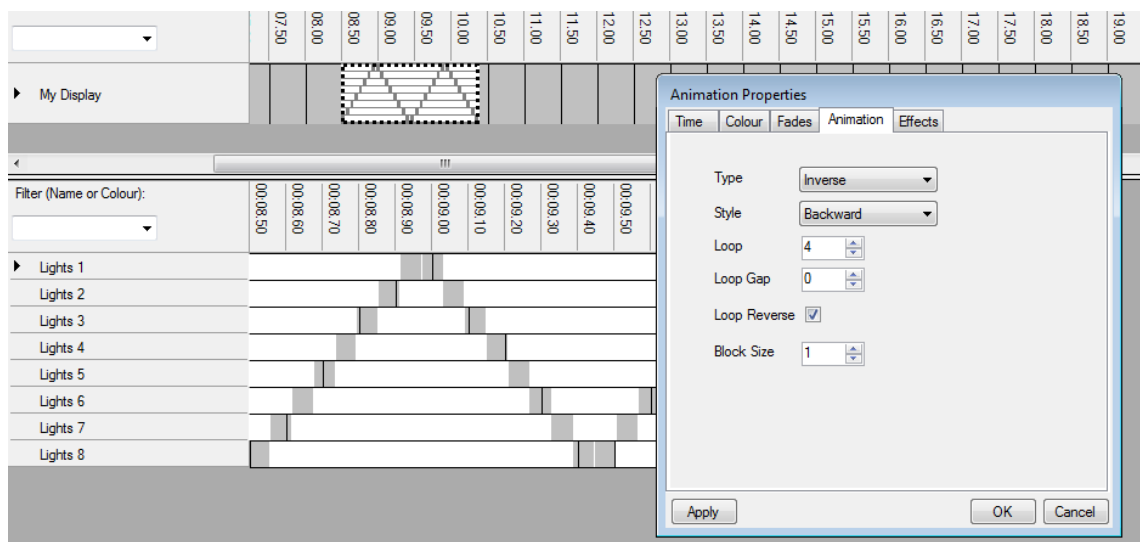 07.50 08.00 08.50 09.00 09.50 10.00 10.50 11.00 11.50 12.00 12.50 13.00 13.50 14.00 14.50 15.00 15.50 16.00 16.50 17.00 17.50 18.00 18.50 19.00
My Display
Filter (Name or Colour):
00:08.50 00:08.60 00:08.70 00:08.80 00:08.90 00:09.00 00:09.10 00:09.20 00:09.30 00:09.40 00:09.50
Lights 1
Lights 2
Lights 3
Lights 4
Lights 5
Lights 6
Lights 7
Lights 8
Animation Properties
Time Colour Fades Animation Effects
Type Inverse
Style Backward
Loop 4
Loop Gap 0
Loop Reverse
Block Size 1
Apply OK Cancel